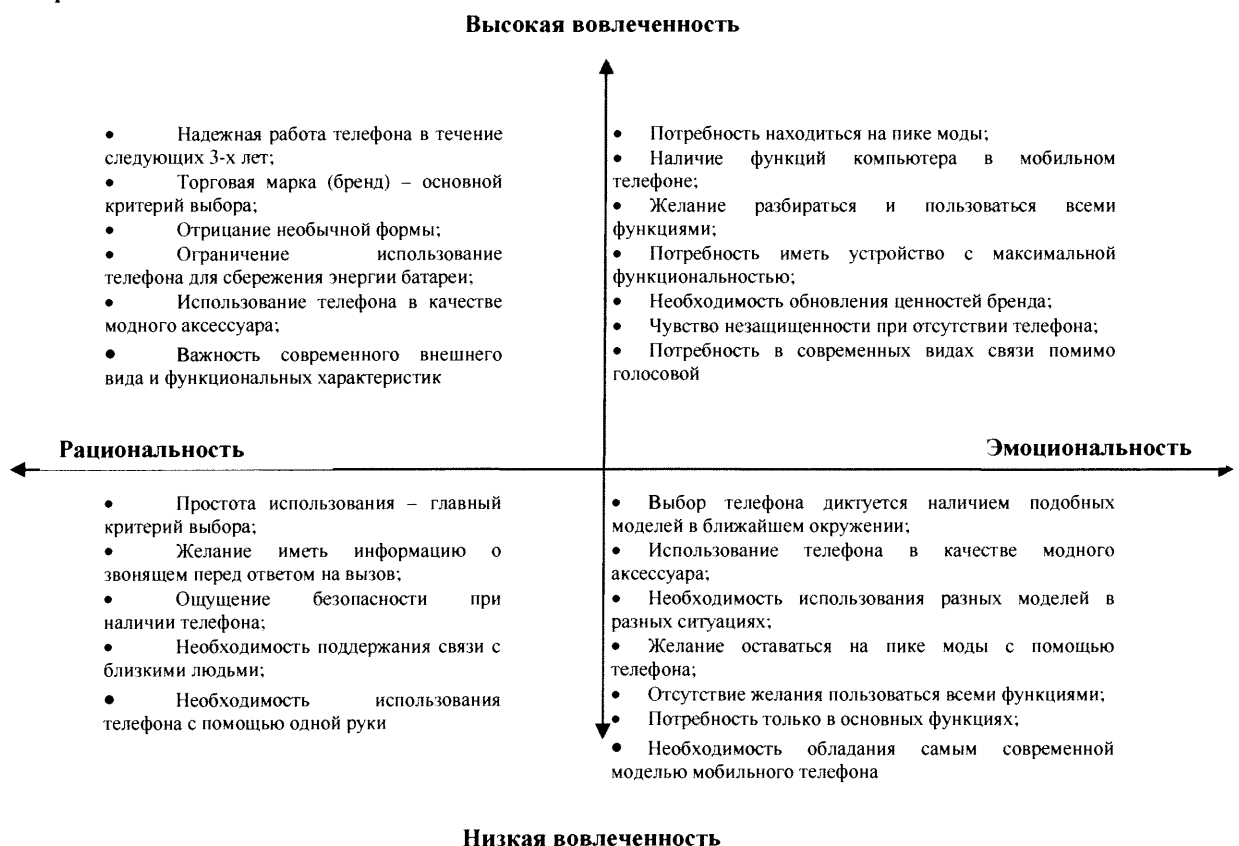 Высокая вовлеченность
• Надежная работа телефона в течение
следующих 3-х лет;
• Торговая марка (бренд) – основной
критерий выбора;
• Отрицание необычной формы;
• Ограничение использование
телефона для сбережения энергии батареи;
• Использование телефона в качестве
модного аксессуара;
• Важность современного внешнего
вида и функциональных характеристик
• Потребность находиться на пике моды;
• Наличие функций компьютера в мобильном
телефоне;
• Желание разбираться и пользоваться всеми
функциями;
• Потребность иметь устройство с максимальной
функциональностью;
• Необходимость обновления ценностей бренда;
• Чувство незащищенности при отсутствии телефона;
• Потребность в современных видах связи помимо
голосовой
Рациональность
Эмоциональность
• Простота использования – главный
критерий выбора;
• Желание иметь информацию о
звонящем перед ответом на вызов;
• Ощущение безопасности при
наличии телефона;
• Необходимость поддержания связи с
близкими людьми;
• Необходимость использования
телефона с помощью одной руки
• Выбор телефона диктуется наличием подобных
моделей в ближайшем окружении;
• Использование телефона в качестве модного
аксессуара;
• Необходимость использования разных моделей в
разных ситуациях;
• Желание оставаться на пике моды с помощью
телефона;
• Отсутствие желания пользоваться всеми функциями;
• Потребность только в основных функциях;
• Необходимость обладания самым современной
моделью мобильного телефона
Низкая вовлеченность